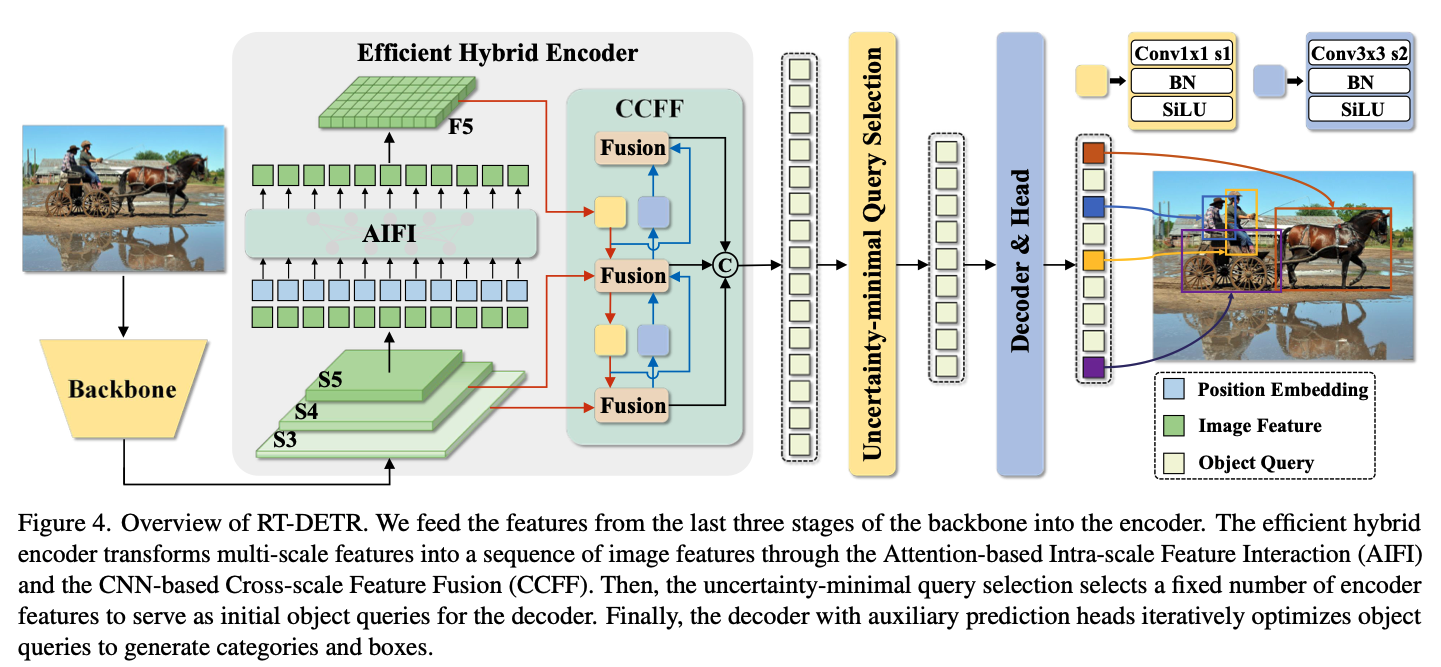 Efficient Hybrid Encoder
F5
AIFI
S5
S4
S3
Backbone
CCFF
Fusion
Fusion
Fusion
C
Uncertainty-minimal Query Selection
Decoder & Head
Conv1x1 s1
BN
SiLU
Conv3x3 s2
BN
SiLU
Position Embedding
Image Feature
Object Query
Figure 4. Overview of RT-DETR. We feed the features from the last three stages of the backbone into the encoder. The efficient hybrid
encoder transforms multi-scale features into a sequence of image features through the Attention-based Intra-scale Feature Interaction (AIFI)
and the CNN-based Cross-scale Feature Fusion (CCFF). Then, the uncertainty-minimal query selection selects a fixed number of encoder
features to serve as initial object queries for the decoder. Finally, the decoder with auxiliary prediction heads iteratively optimizes object
queries to generate categories and boxes.